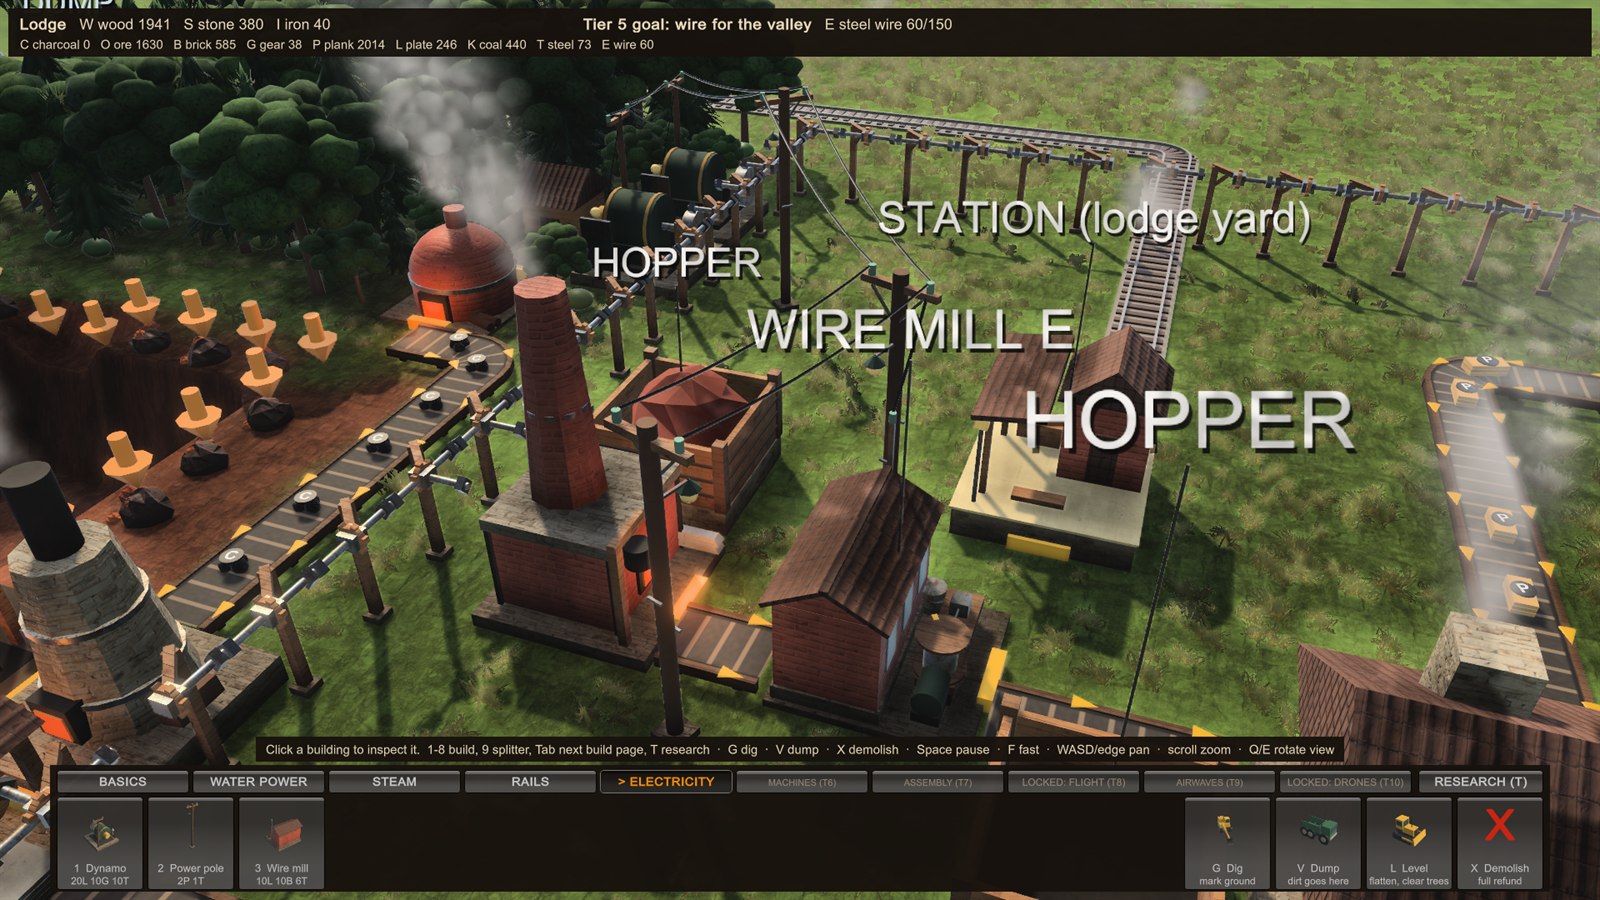 Lodge W wood 1941 S stone 380 I iron 40
Tier 5 goal: wire for the valley E steel wire 60/150
C charcoal 0 O ore 1630 B brick 585 G gear 38 P plank 2014 L plate 246 K coal 440 T steel 73 E wire 60
STATION (lodge yard)
HOPPER
WIRE MILL E
HOPPER
P
A
P
P
C
C
C
C
C
C
Click a building to inspect it. 1-8 build, 9 splitter, Tab next build page, T research · G dig · V dump · X demolish · Space pause · F fast · WASD/edge pan · scroll zoom · Q/E rotate view
BASICS
WATER POWER
STEAM
RAILS
> ELECTRICITY
MACHINES (T6)
ASSEMBLY (T7)
LOCKED: FLIGHT (T8)
AIRWAVES (T9)
LOCKED: DRONES (T10)
RESEARCH (T)
1 Dynamo
20L 10G 10T
2 Power pole
2P 1T
3 Wire mill
10L 10B 6T
G Dig
mark ground
V Dump
dirt goes here
L Level
flatten, clear trees
X Demolish
full refund